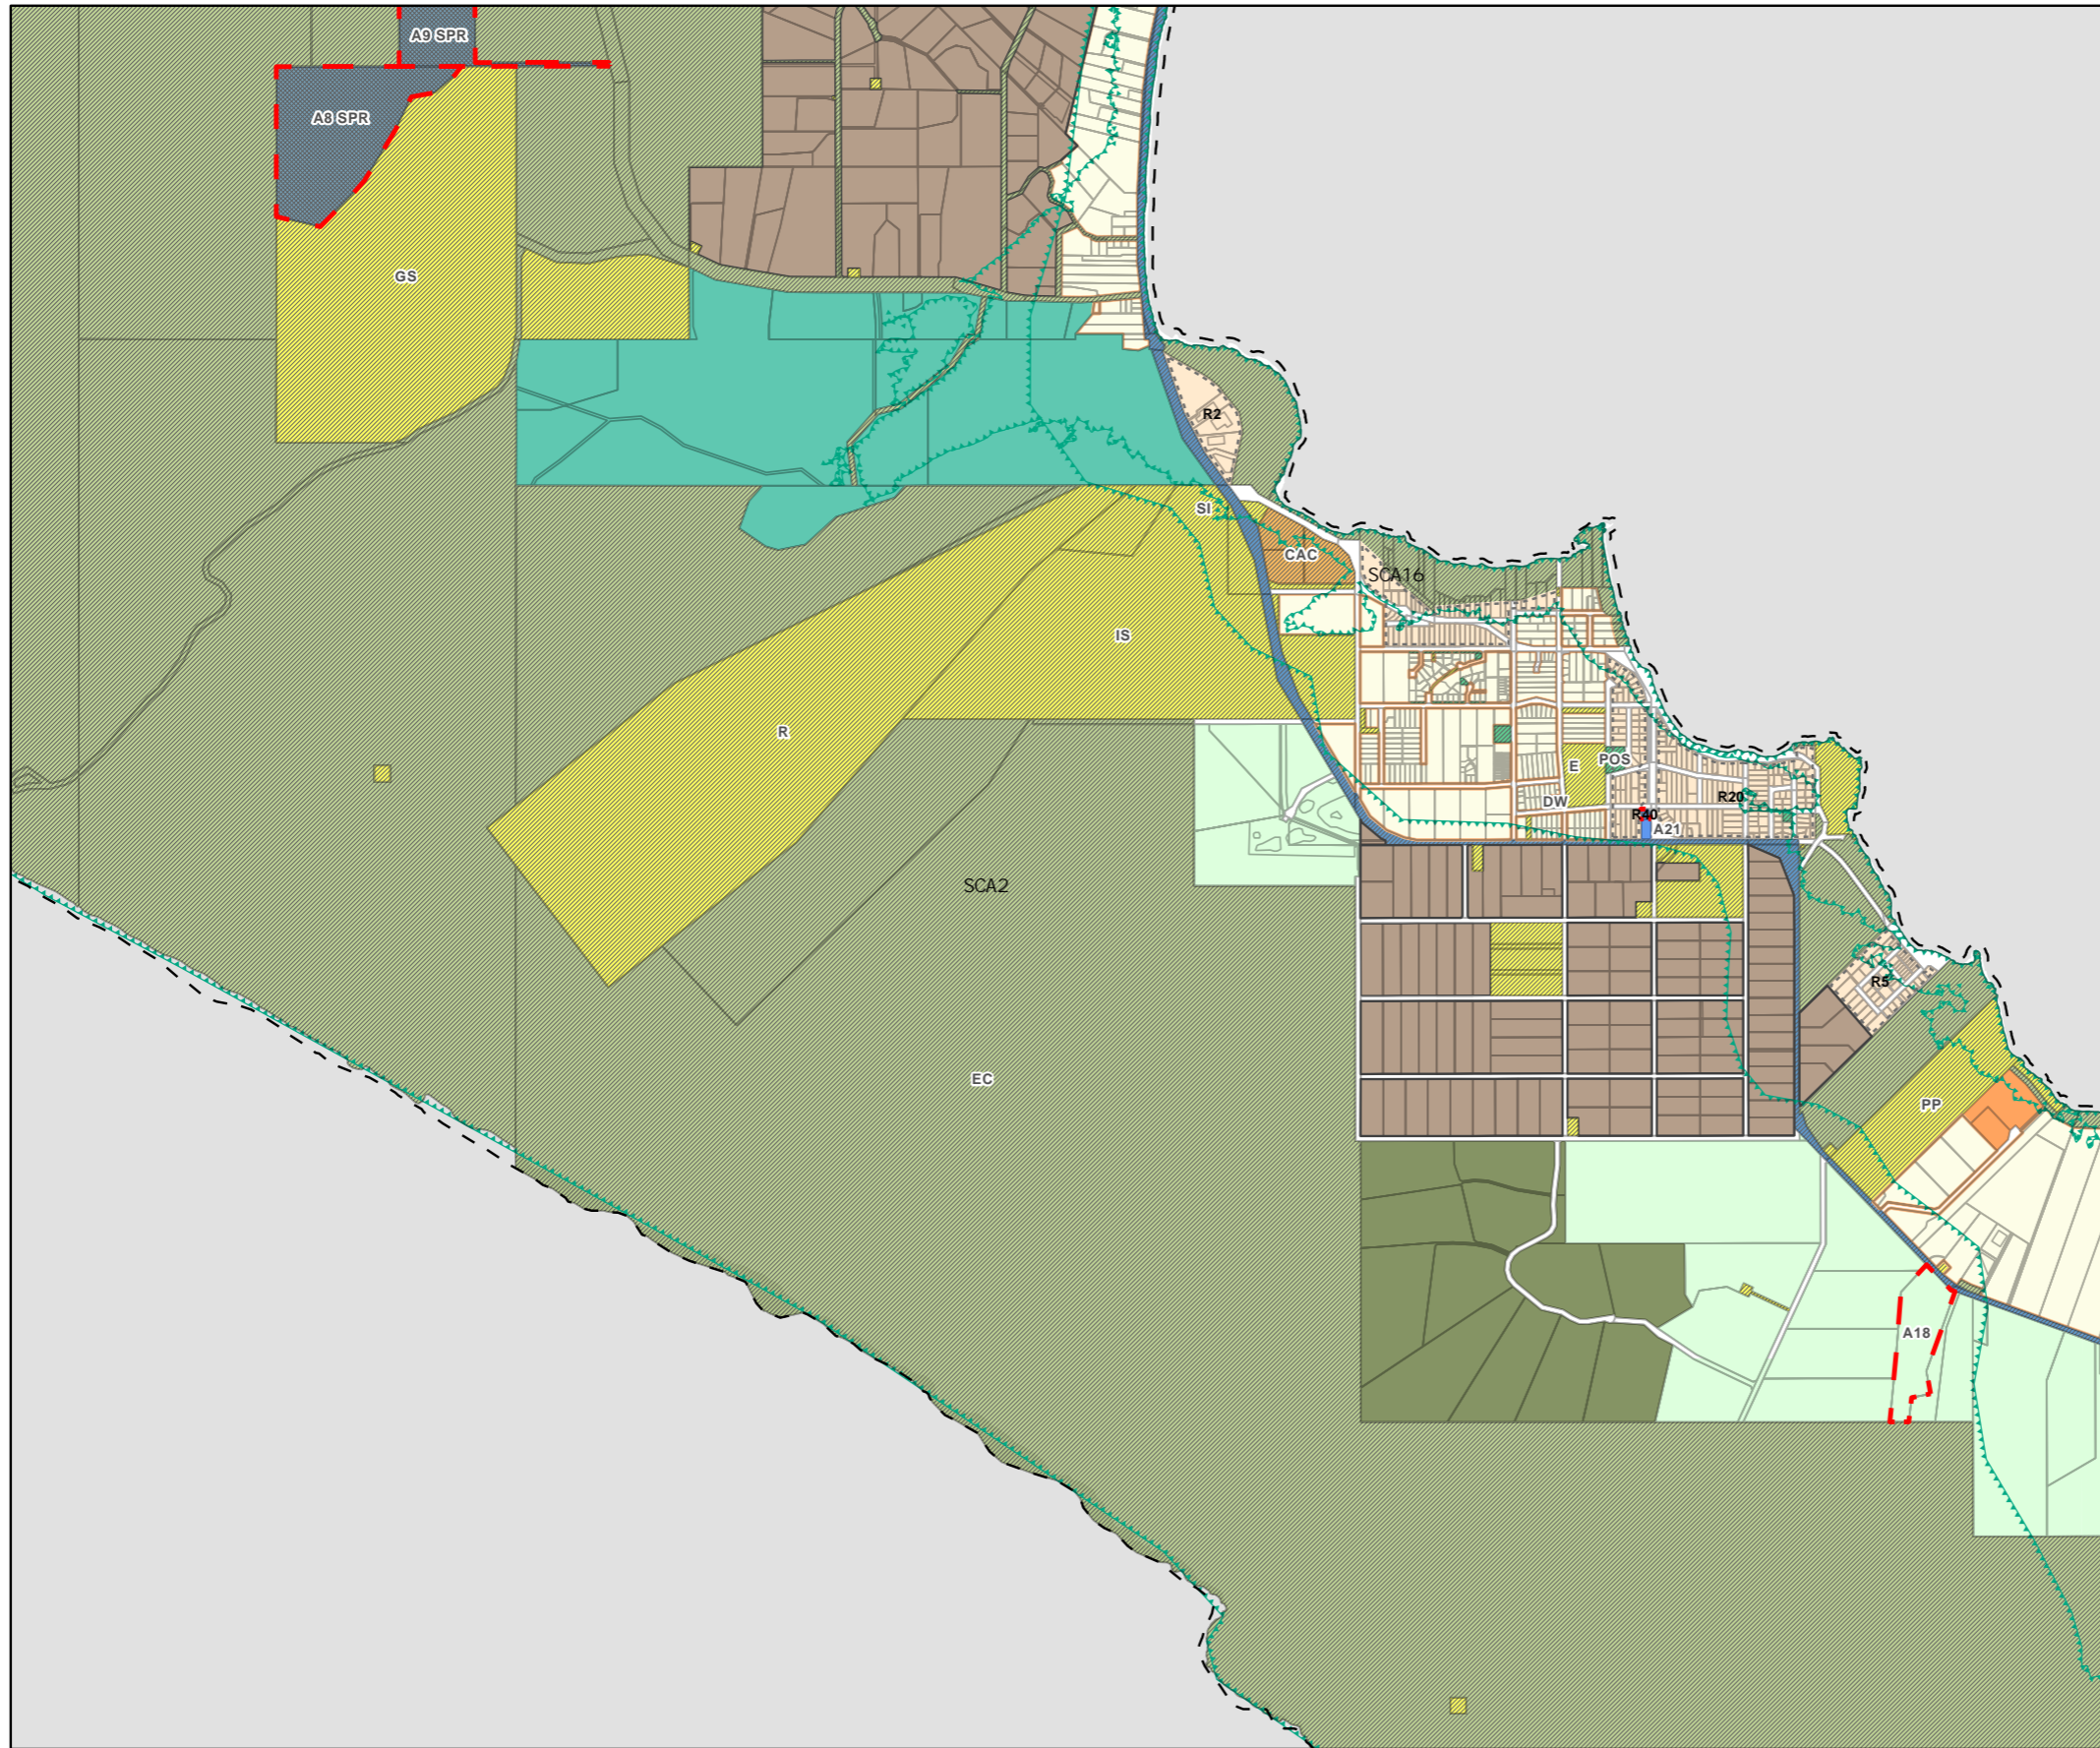 A9 SPR
A8 SPR
GS
R2
SI
CAC
SCA16
IS
R
E
POS
DW
R20
R40
A21
SCA2
R5
EC
PP
A18